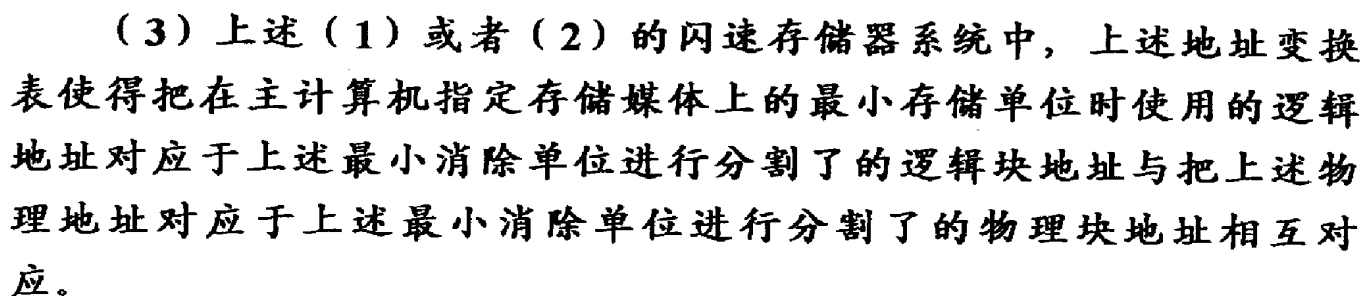 (3)上述(1)或者(2)的闪速存储器系统中，上述地址变换
表使得把在主计算机指定存储媒体上的最小存储单位时使用的逻辑
地址对应于上述最小消除单位进行分割了的逻辑块地址与把上述物
理地址对应于上述最小消除单位进行分割了的物理块地址相互对
应。